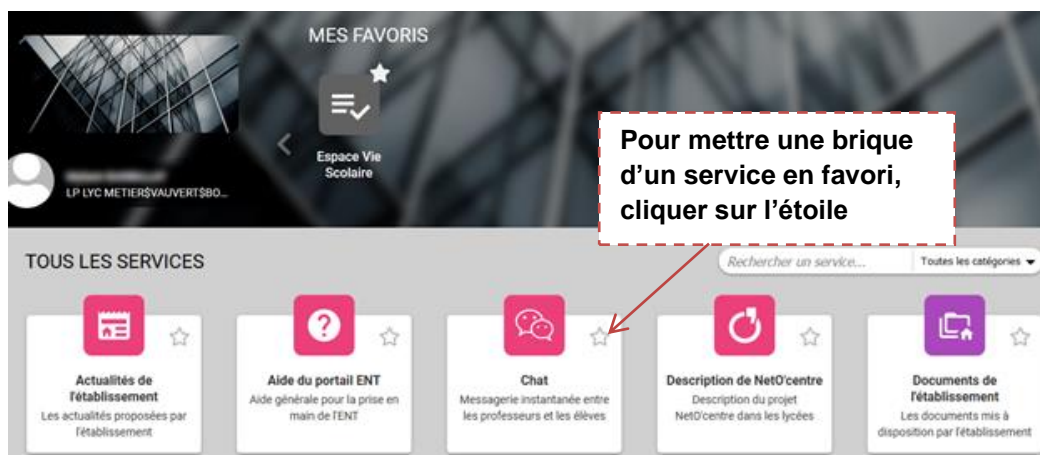 MES FAVORIS
Espace Vie
Scolaire
LP LYC METIER$VAUVERT$BO...
Pour mettre une brique
d’un service en favori,
cliquer sur l’étoile
TOUS LES SERVICES
Rechercher un service...
Toutes les catégories
Actualités de
l'établissement
Les actualités proposées par
l'établissement
Aide du portail ENT
Aide générale pour la prise en
main de l'ENT
Chat
Messagerie instantanée entre
les professeurs et les élèves
Description de NetO'centre
Description du projet
NetO'centre dans les lycées
Documents de
l'établissement
Les documents mis à
disposition par l'établissement